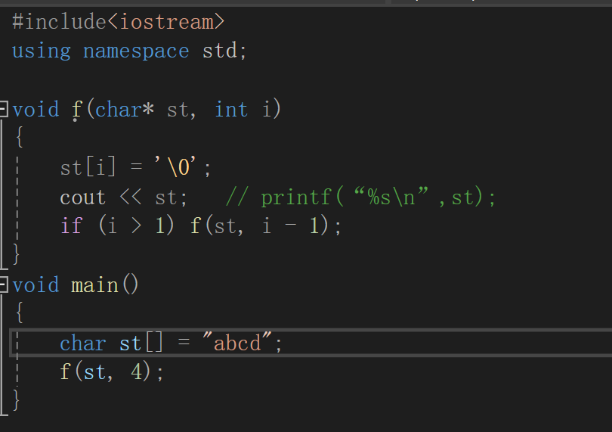 #include<iostream>
using namespace std;
void f(char* st, int i)
{
st[i] = '\0';
cout << st;   // printf(“%s\n”,st);
if (i > 1) f(st, i - 1);
}
void main()
{
char st[] = "abcd";
f(st, 4);
}